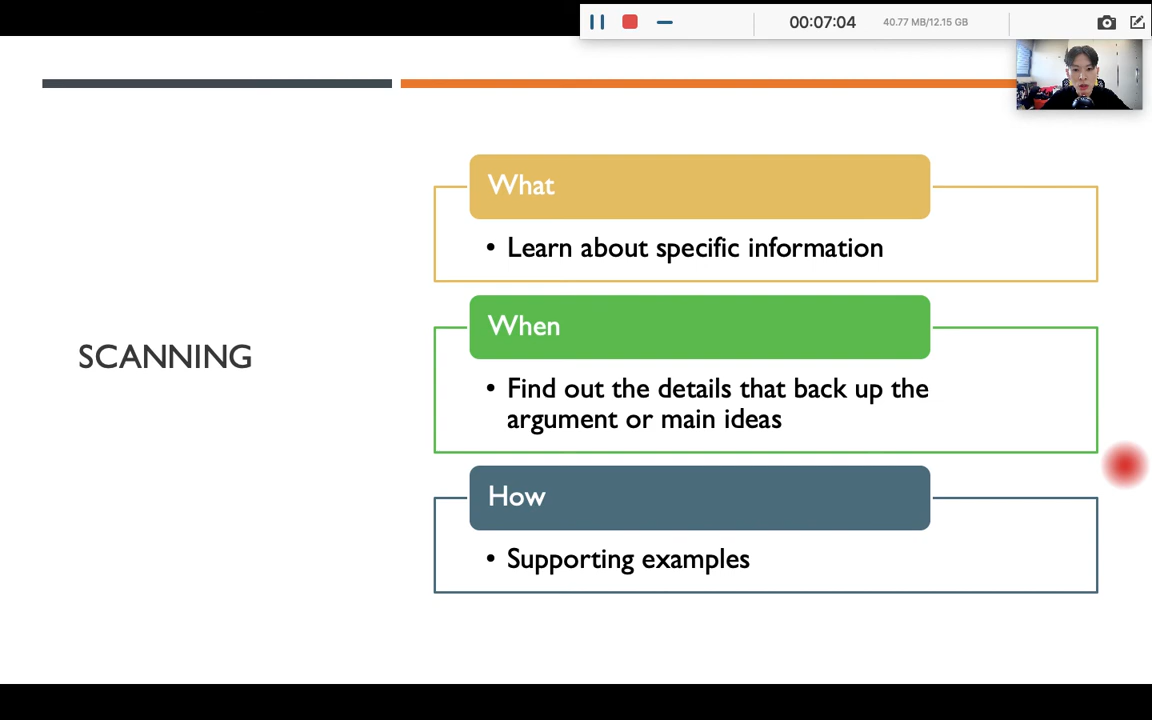 00:07:04
40.77 MB/12.15 GB
What
• Learn about specific information
When
SCANNING
• Find out the details that back up the
argument or main ideas
How
• Supporting examples